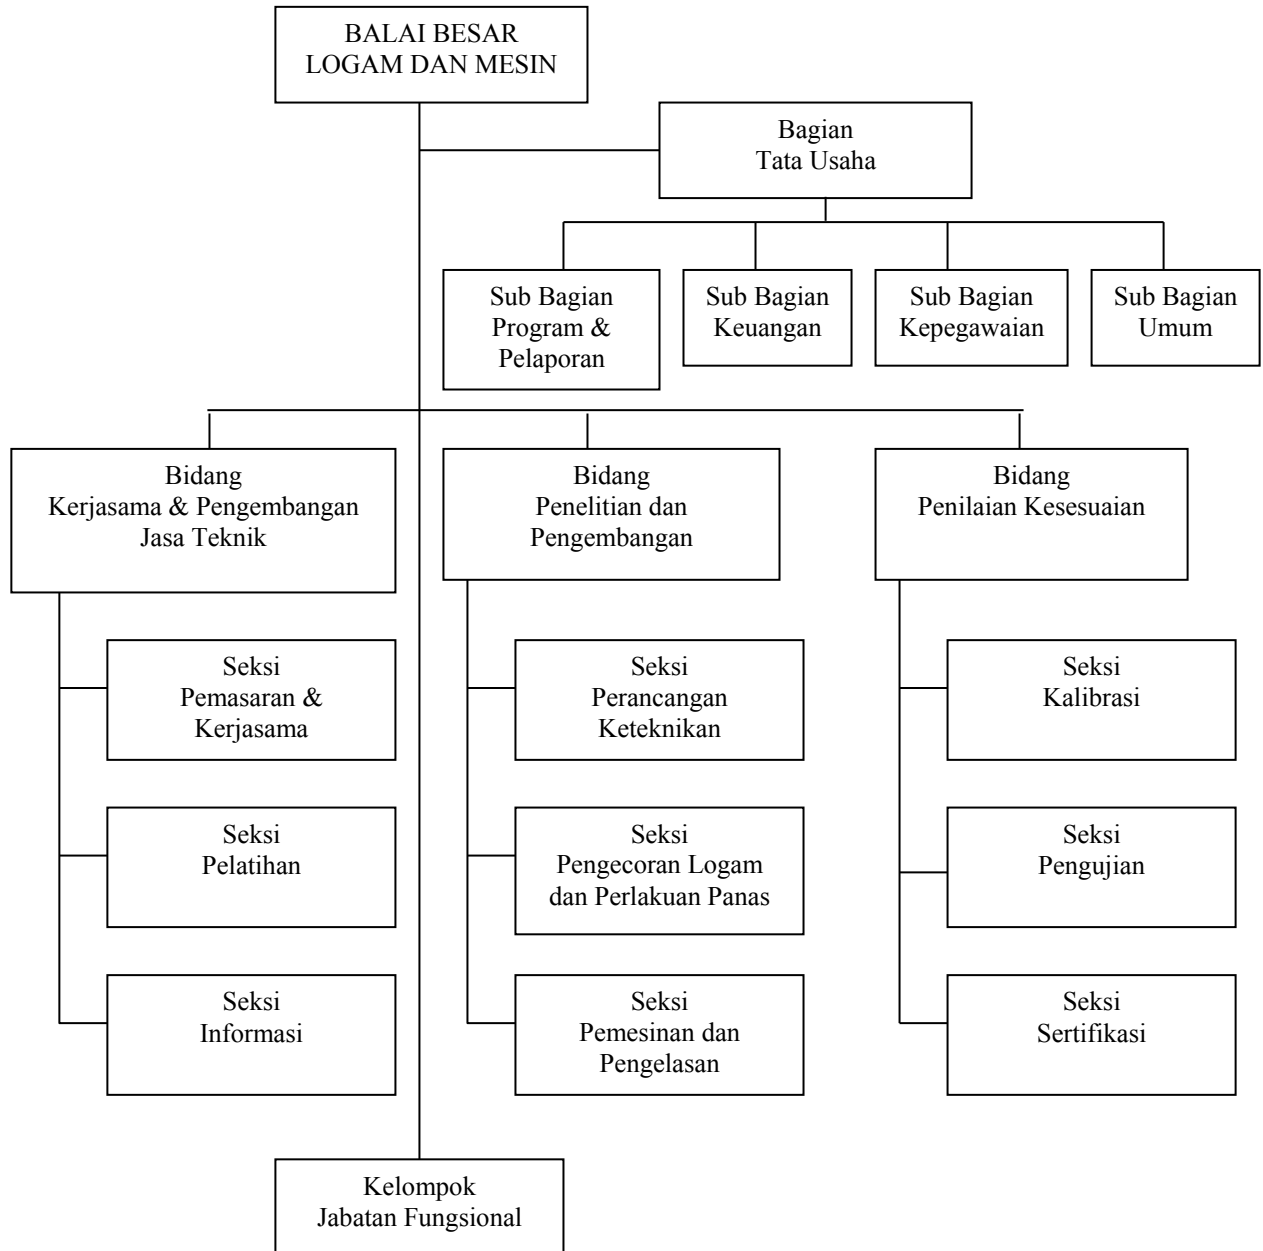 BALAI BESAR
LOGAM DAN MESIN
Bagian
Tata Usaha
Sub Bagian
Program &
Pelaporan
Sub Bagian
Keuangan
Sub Bagian
Kepegawaian
Sub Bagian
Umum
Bidang
Kerjasama & Pengembangan
Jasa Teknik
Bidang
Penelitian dan
Pengembangan
Bidang
Penilaian Kesesuaian
Seksi
Pemasaran &
Kerjasama
Seksi
Perancangan
Keteknikan
Seksi
Kalibrasi
Seksi
Pelatihan
Seksi
Pengecoran Logam
dan Perlakuan Panas
Seksi
Pengujian
Seksi
Informasi
Seksi
Pemesinan dan
Pengelasan
Seksi
Sertifikasi
Kelompok
Jabatan Fungsional